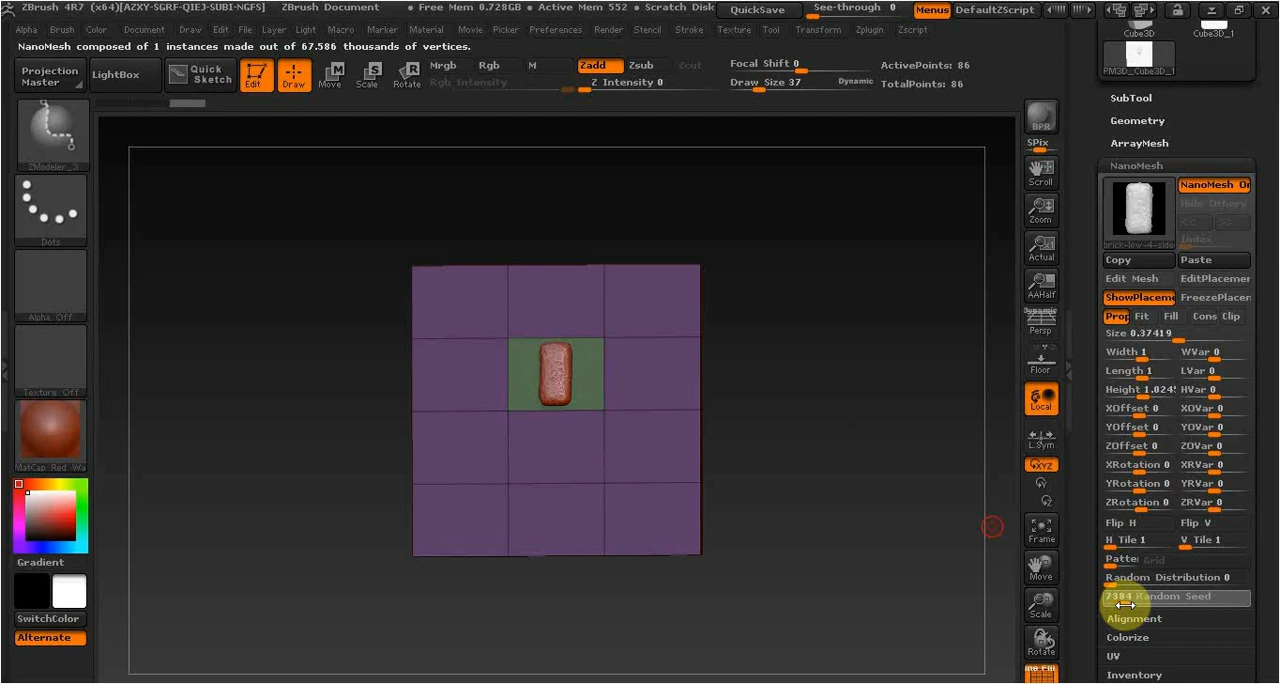 ZBrush 4R7 (x64)[AZXY-SGRF-QIEJ-SUBI-NGFS] ZBrush Document • Free Mem 0.728GB • Active Mem 552 • Scratch Disk QuickSave See-through 0 Menus DefaultZScript
Alpha Brush Color Document Draw Edit File Layer Light Macro Marker Material Movie Picker Preferences Render Stencil Stroke Texture Tool Transform Zplugin Zscript
NanoMesh composed of 1 instances made out of 67.586 thousands of vertices.
Projection Master
LightBox
Quick Sketch
Edit
Draw
Move
Scale
Rotate
Mrgb Rgb M
Rgb Intensity
Zadd Zsub Zcut
Z Intensity 0
Focal Shift 0
Draw Size 37 Dynamic
ActivePoints: 86
TotalPoints: 86
ZModeler_3
Dots
Alpha Off
Texture Off
MatCap Red Wa
Gradient
SwitchColor
Alternate
BPR
SPix
Scroll
Zoom
Actual
AAHalf
Dynamic
Persp
Floor
Local
L.Sym
XYZ
Frame
Move
Scale
Rotate
Line Fill
Cube3D Cube3D_1
PM3D_Cube3D_1
SubTool
Geometry
ArrayMesh
NanoMesh
NanoMesh On
Hide Others
<< >>
brick-low-4-side Index
Copy Paste
Edit Mesh EditPlacemen
ShowPlaceme FreezePlacen
Prop Fit Fill Cons Clip
Size 0.37419
Width 1 WVar 0
Length 1 LVar 0
Height 1.0245 HVar 0
XOffset 0 XOVar 0
YOffset 0 YOVar 0
ZOffset 0 ZOVar 0
XRotation 0 XRVar 0
YRotation 0 YRVar 0
ZRotation 0 ZRVar 0
Flip H Flip V
H Tile 1 V Tile 1
Patte Grid
Random Distribution 0
7384 Random Seed
Alignment
Colorize
UV
Inventory